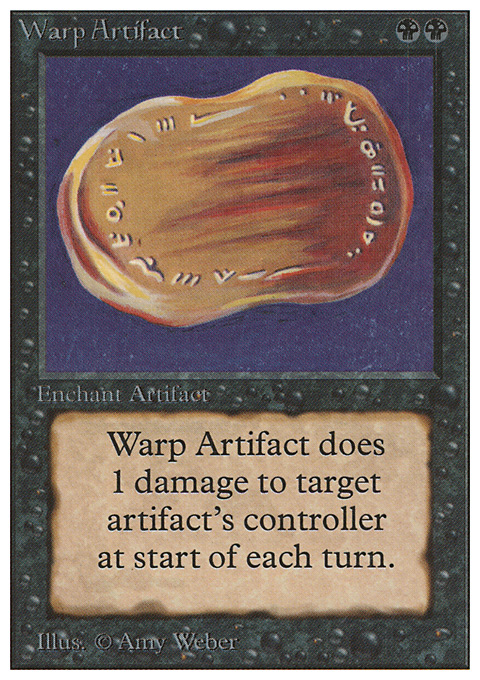 Warp Artifact
Enchant Artifact
Warp Artifact does
1 damage to target
artifact's controller
at start of each turn.
Illus. © Amy Weber